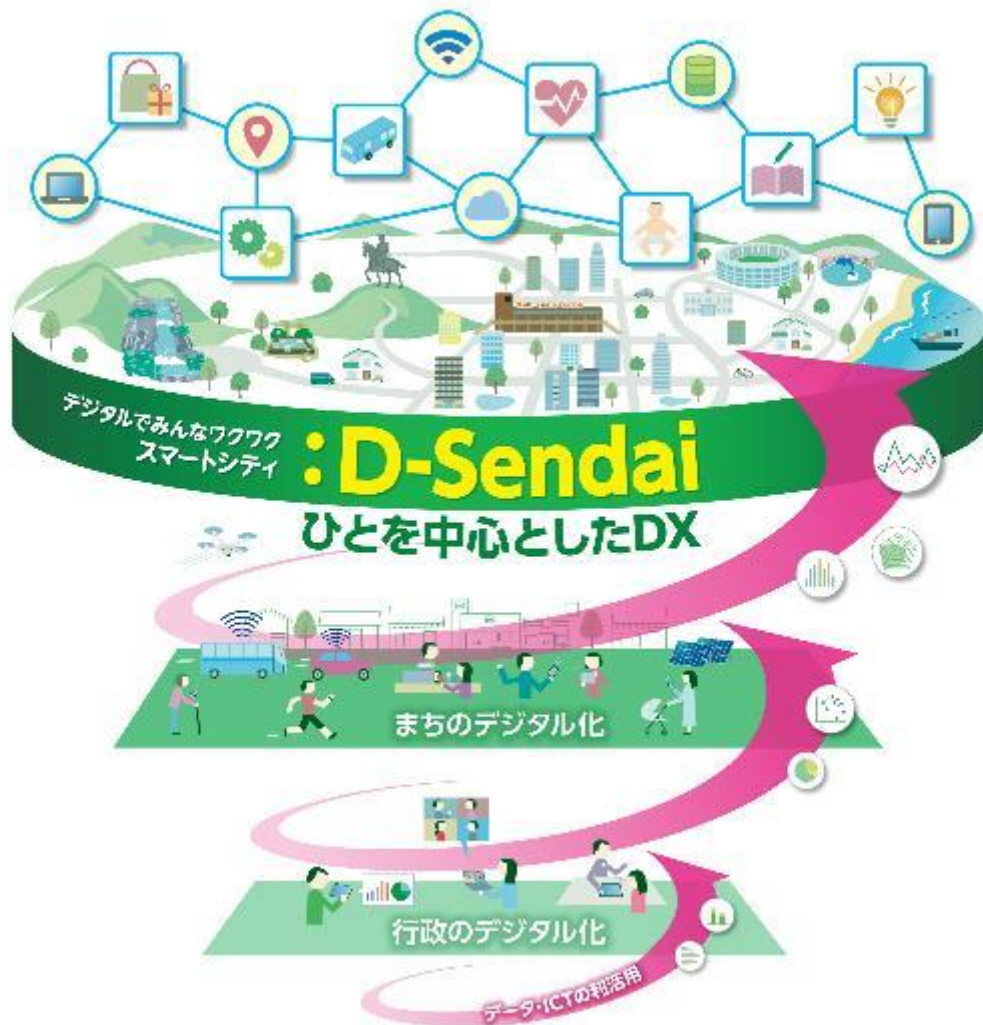 デジタルでみんなワクワク
スマートシティ
:D-Sendai
ひとを中心としたDX
まちのデジタル化
行政のデジタル化
データ・ICTの利活用